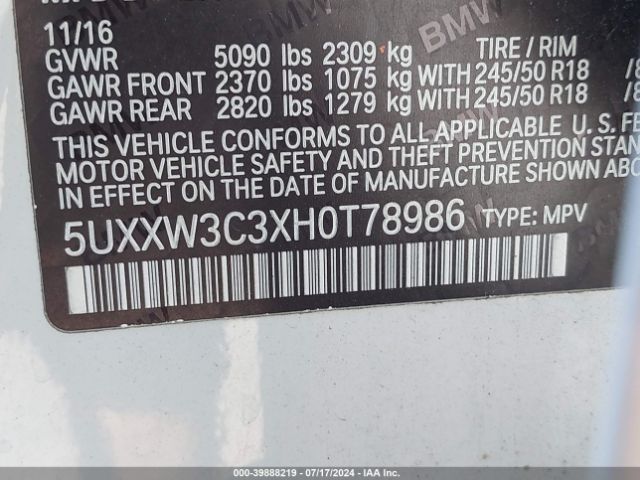 11/16
GVWR 5090 lbs 2309 kg TIRE / RIM
GAWR FRONT 2370 lbs 1075 kg WITH 245/50 R18
GAWR REAR 2820 lbs 1279 kg WITH 245/50 R18
THIS VEHICLE CONFORMS TO ALL APPLICABLE U. S. F
MOTOR VEHICLE SAFETY AND THEFT PREVENTION STAN
IN EFFECT ON THE DATE OF MANUFACTURE SHOWN ABO
5UXXW3C3XH0T78986 TYPE: MPV
000-39888219 - 07/17/2024 - IAA Inc.